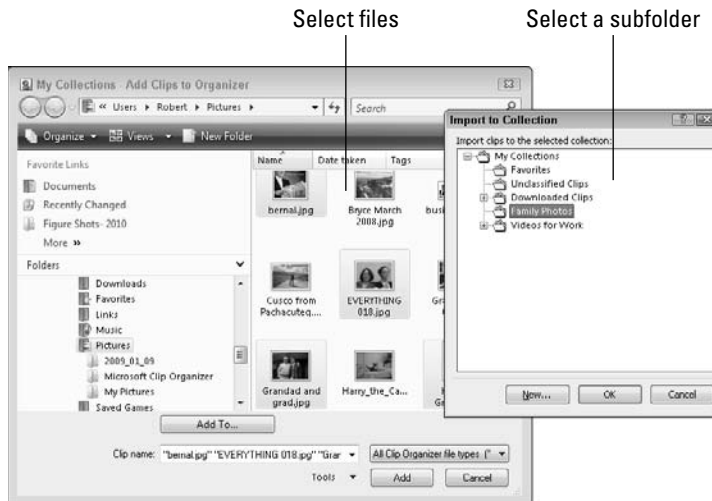 Select files
Select a subfolder
My Collections - Add Clips to Organizer
« Users Robert Pictures
Search
Organize Views New Folder
Favorite Links
Documents
Recently Changed
Figure Shots- 2010
More »
Folders
Downloads
Favorites
Links
Music
Pictures
2009_01_09
Microsoft Clip Organizer
My Pictures
Saved Games
Name Date taken Tags
bernal.jpg
Bryce March
2008.jpg
Cusco from
Pachacuteq....
EVERYTHING
018.jpg
Grandad and
grad.jpg
Harry_the_Ca...
Add To...
Clip name: "bernal.jpg" "EVERYTHING 018.jpg" "Grar
All Clip Organizer file types ("
Tools Add Cancel
Import to Collection
Import clips to the selected collection:
My Collections
Favorites
Unclassified Clips
Downloaded Clips
Family Photos
Videos for Work
New... OK Cancel